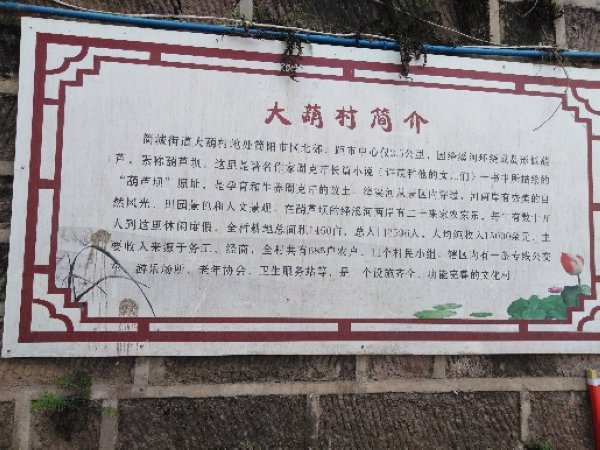 大葫村简介
简城街道大葫村地处简阳市区北郊，距市中心仅2.5公里，因绛溪河环绕成葫形似葫
芦，素称葫芦坝。这里是著名作家周克芹长篇小说《许茂和他的女儿们》一书中所描绘的
“葫芦坝”原址，是孕育和生养周克芹的故土。绛溪河从景区内穿过，河两岸有秀美的自
然风光、田园景色和人文景观。在葫芦坝的绛溪河两岸有二十来家农家乐，每年有数十万
人到这里休闲度假。全村耕地总面积1460亩，总人口2596人，人均纯收入15000余元，主
要收入来源于务工、经商，全村共有685户农户，11个村民小组。辖区内有一条专线公交
车、游乐场所、老年协会、卫生服务站等，是一个设施齐全、功能完善的文化村。